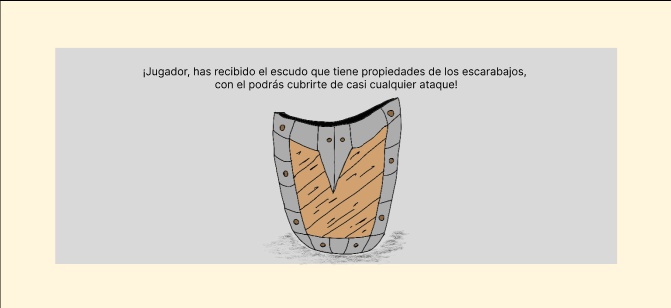 ¡Jugador, has recibido el escudo que tiene propiedades de los escarabajos,
con el podrás cubrirte de casi cualquier ataque!